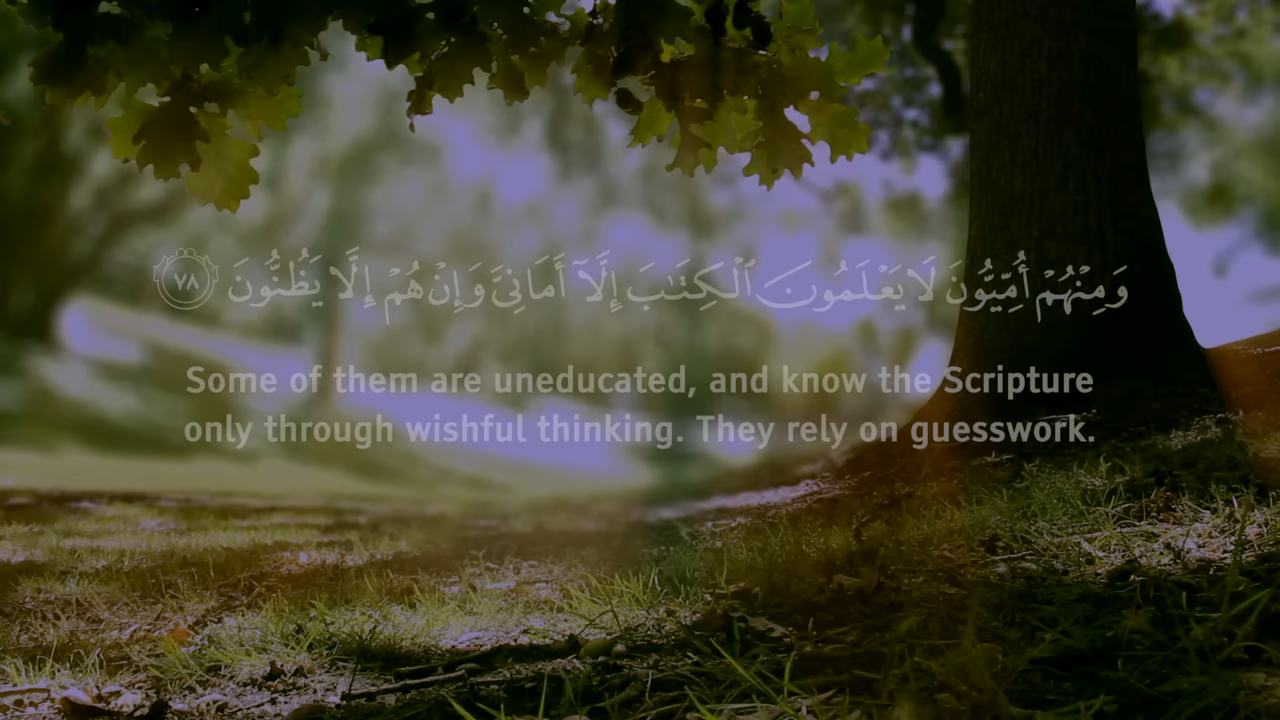 وَمِنْهُمْ أُمِّيُّونَ لَا يَعْلَمُونَ ٱلْكِتَٰبَ إِلَّآ أَمَانِىَّ وَإِنْ هُمْ إِلَّا يَظُنُّونَ ٧٨
Some of them are uneducated, and know the Scripture
only through wishful thinking. They rely on guesswork.